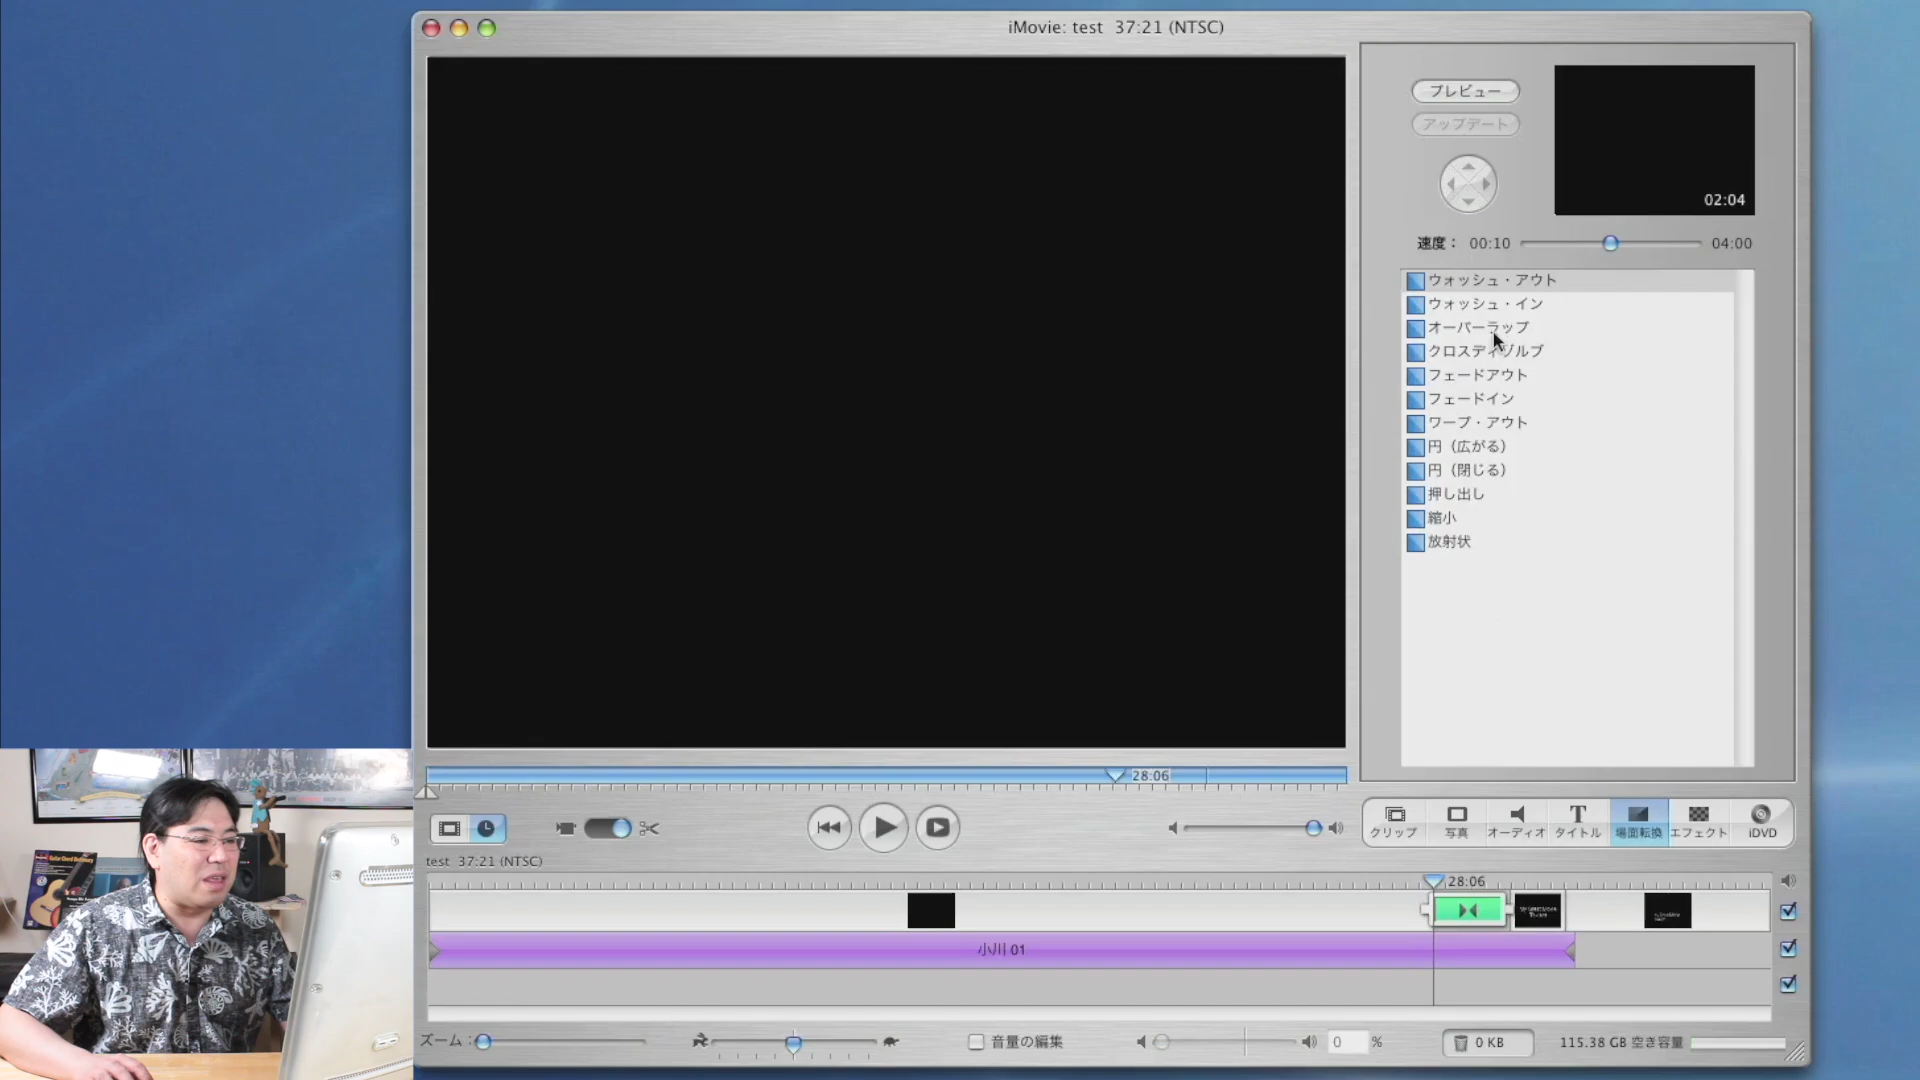 iMovie: test 37:21 (NTSC)
プレビュー
アップデート
02:04
速度： 00:10 04:00
ウォッシュ・アウト
ウォッシュ・イン
オーバーラップ
クロスディゾルブ
フェードアウト
フェードイン
ワープ・アウト
円（広がる）
円（閉じる）
押し出し
縮小
放射状
28:06
クリップ 写真 オーディオ タイトル 場面転換 エフェクト iDVD
test 37:21 (NTSC)
28:06
小川 01
ズーム： 音量の編集 0 % 0 KB 115.38 GB 空き容量